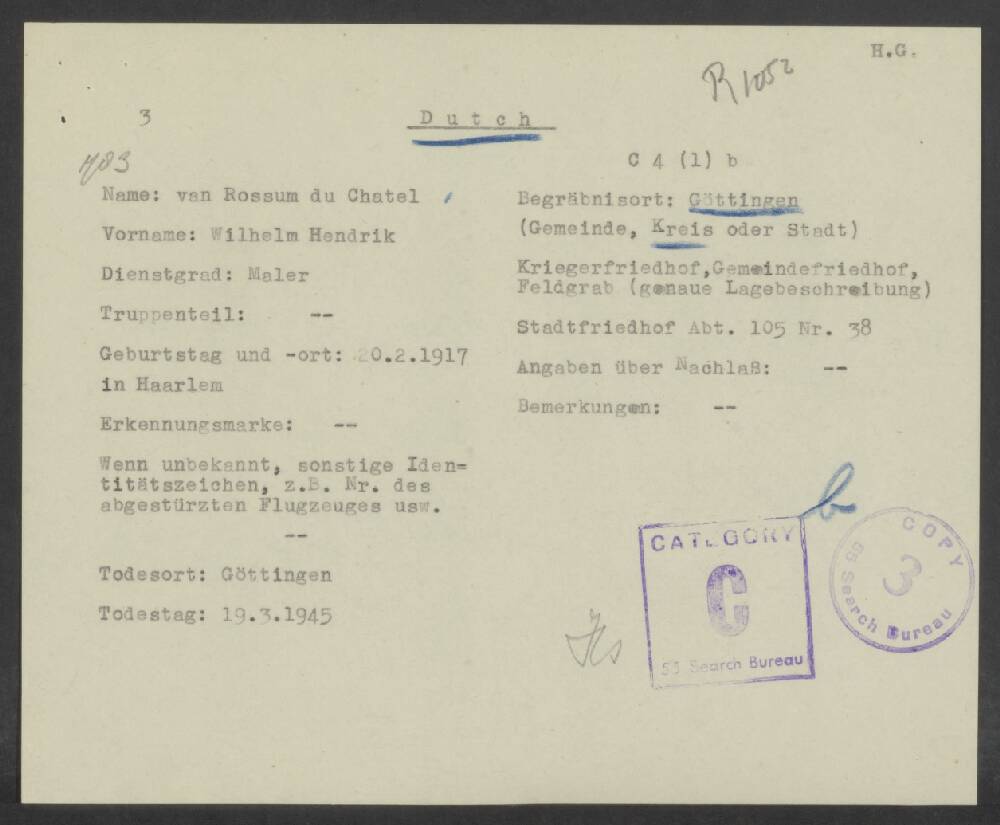 H.G.
R 1052
3
Dutch
C 4 (1) b
Name: van Rossum du Chatel
Vorname: Wilhelm Hendrik
Dienstgrad: Maler
Truppenteil: --
Geburtstag und -ort: 20.2.1917
in Haarlem
Erkennungsmarke: --
Wenn unbekannt, sonstige Iden=
titätszeichen, z.B. Nr. des
abgestürzten Flugzeuges usw.
--
Todesort: Göttingen
Todestag: 19.3.1945
Begräbnisort: Göttingen
(Gemeinde, Kreis oder Stadt)
Kriegerfriedhof,Gemeindefriedhof,
Feldgrab (genaue Lagebeschreibung)
Stadtfriedhof Abt. 105 Nr. 38
Angaben über Nachlaß: --
Bemerkungen: --
b
CATEGORY
C
55 Search Bureau
COPY
3
55 Search Bureau